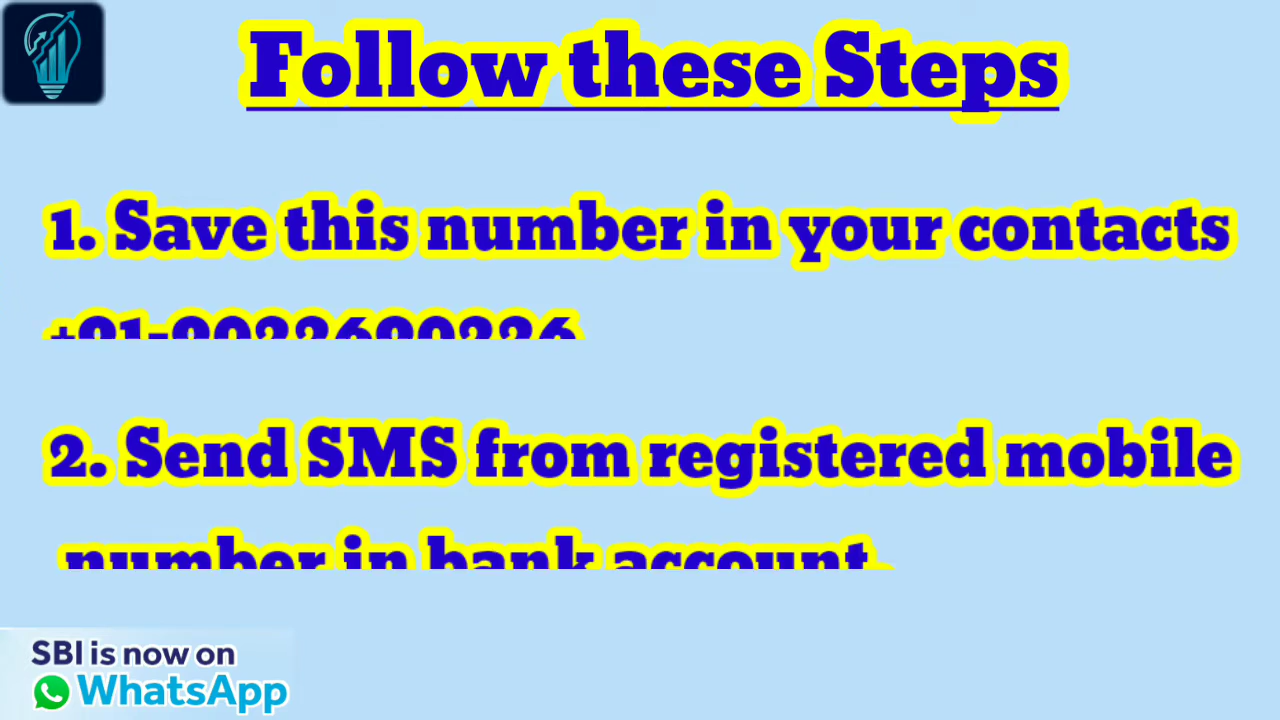 Follow these Steps
1. Save this number in your contacts
2. Send SMS from registered mobile
number in bank account.
SBI is now on
WhatsApp